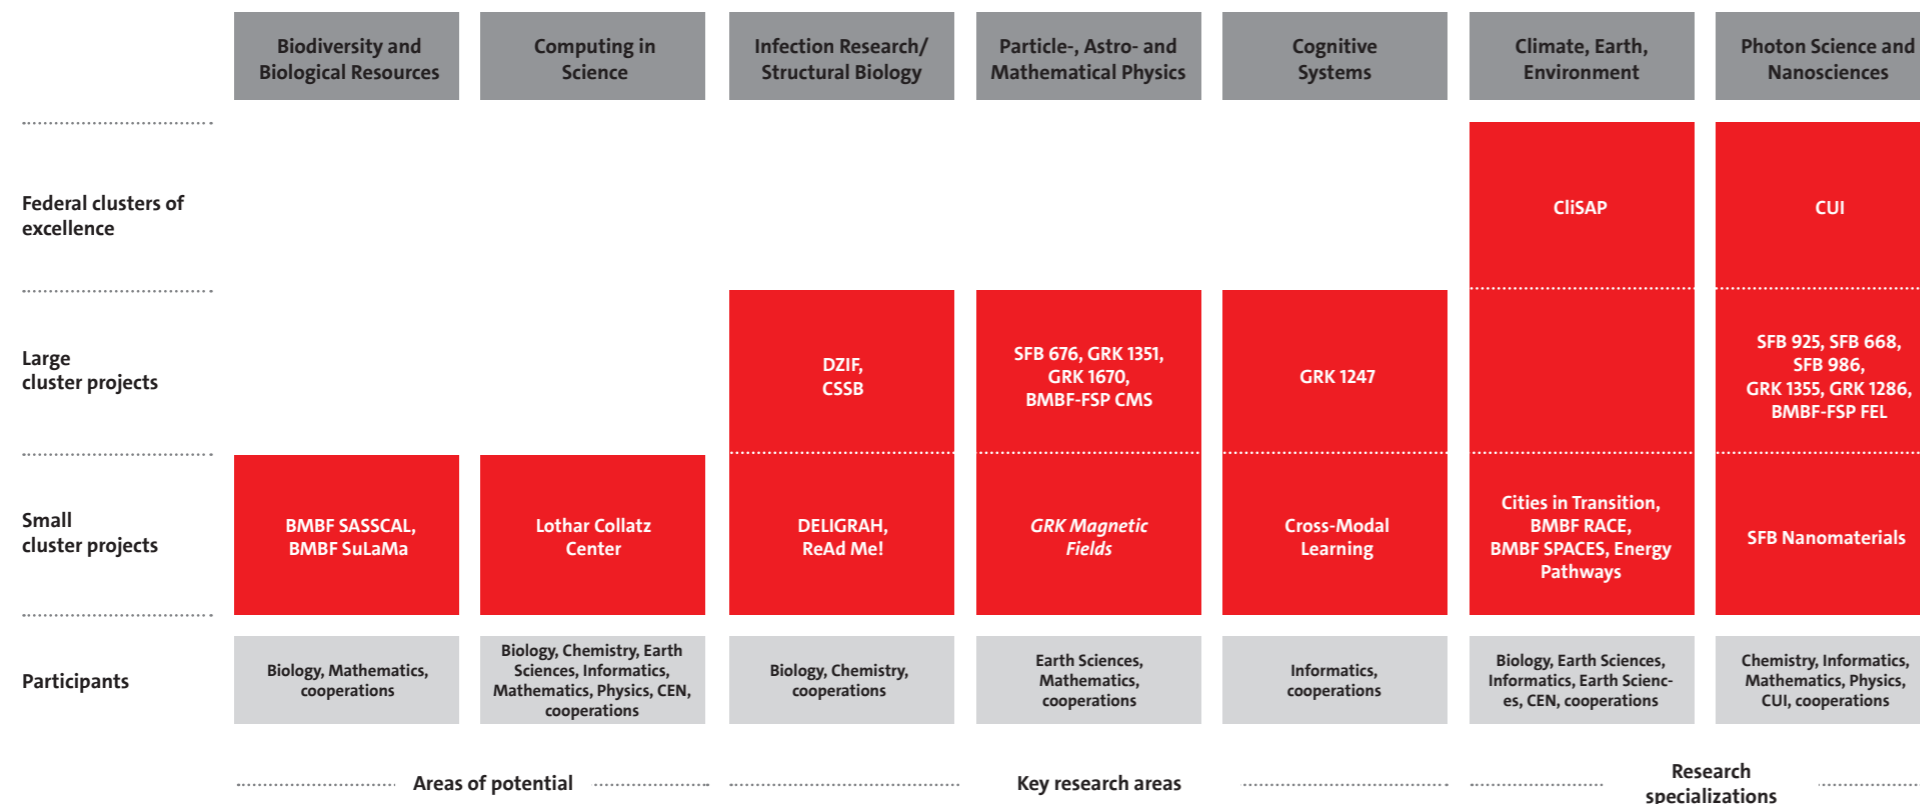 Biodiversity and
Biological Resources
Computing in
Science
Infection Research/
Structural Biology
Particle-, Astro- and
Mathematical Physics
Cognitive
Systems
Climate, Earth,
Environment
Photon Science and
Nanosciences
Federal clusters of
excellence
CliSAP
CUI
Large
cluster projects
DZIF,
CSSB
SFB 676, GRK 1351,
GRK 1670,
BMBF-FSP CMS
GRK 1247
SFB 925, SFB 668,
SFB 986,
GRK 1355, GRK 1286,
BMBF-FSP FEL
Small
cluster projects
BMBF SASSCAL,
BMBF SuLaMa
Lothar Collatz
Center
DELIGRAH,
ReAd Me!
GRK Magnetic
Fields
Cross-Modal
Learning
Cities in Transition,
BMBF RACE,
BMBF SPACES, Energy
Pathways
SFB Nanomaterials
Participants
Biology, Mathematics,
cooperations
Biology, Chemistry, Earth
Sciences, Informatics,
Mathematics, Physics, CEN,
cooperations
Biology, Chemistry,
cooperations
Earth Sciences,
Mathematics,
cooperations
Informatics,
cooperations
Biology, Earth Sciences,
Informatics, Earth Scienc-
es, CEN, cooperations
Chemistry, Informatics,
Mathematics, Physics,
CUI, cooperations
Areas of potential
Key research areas
Research
specializations